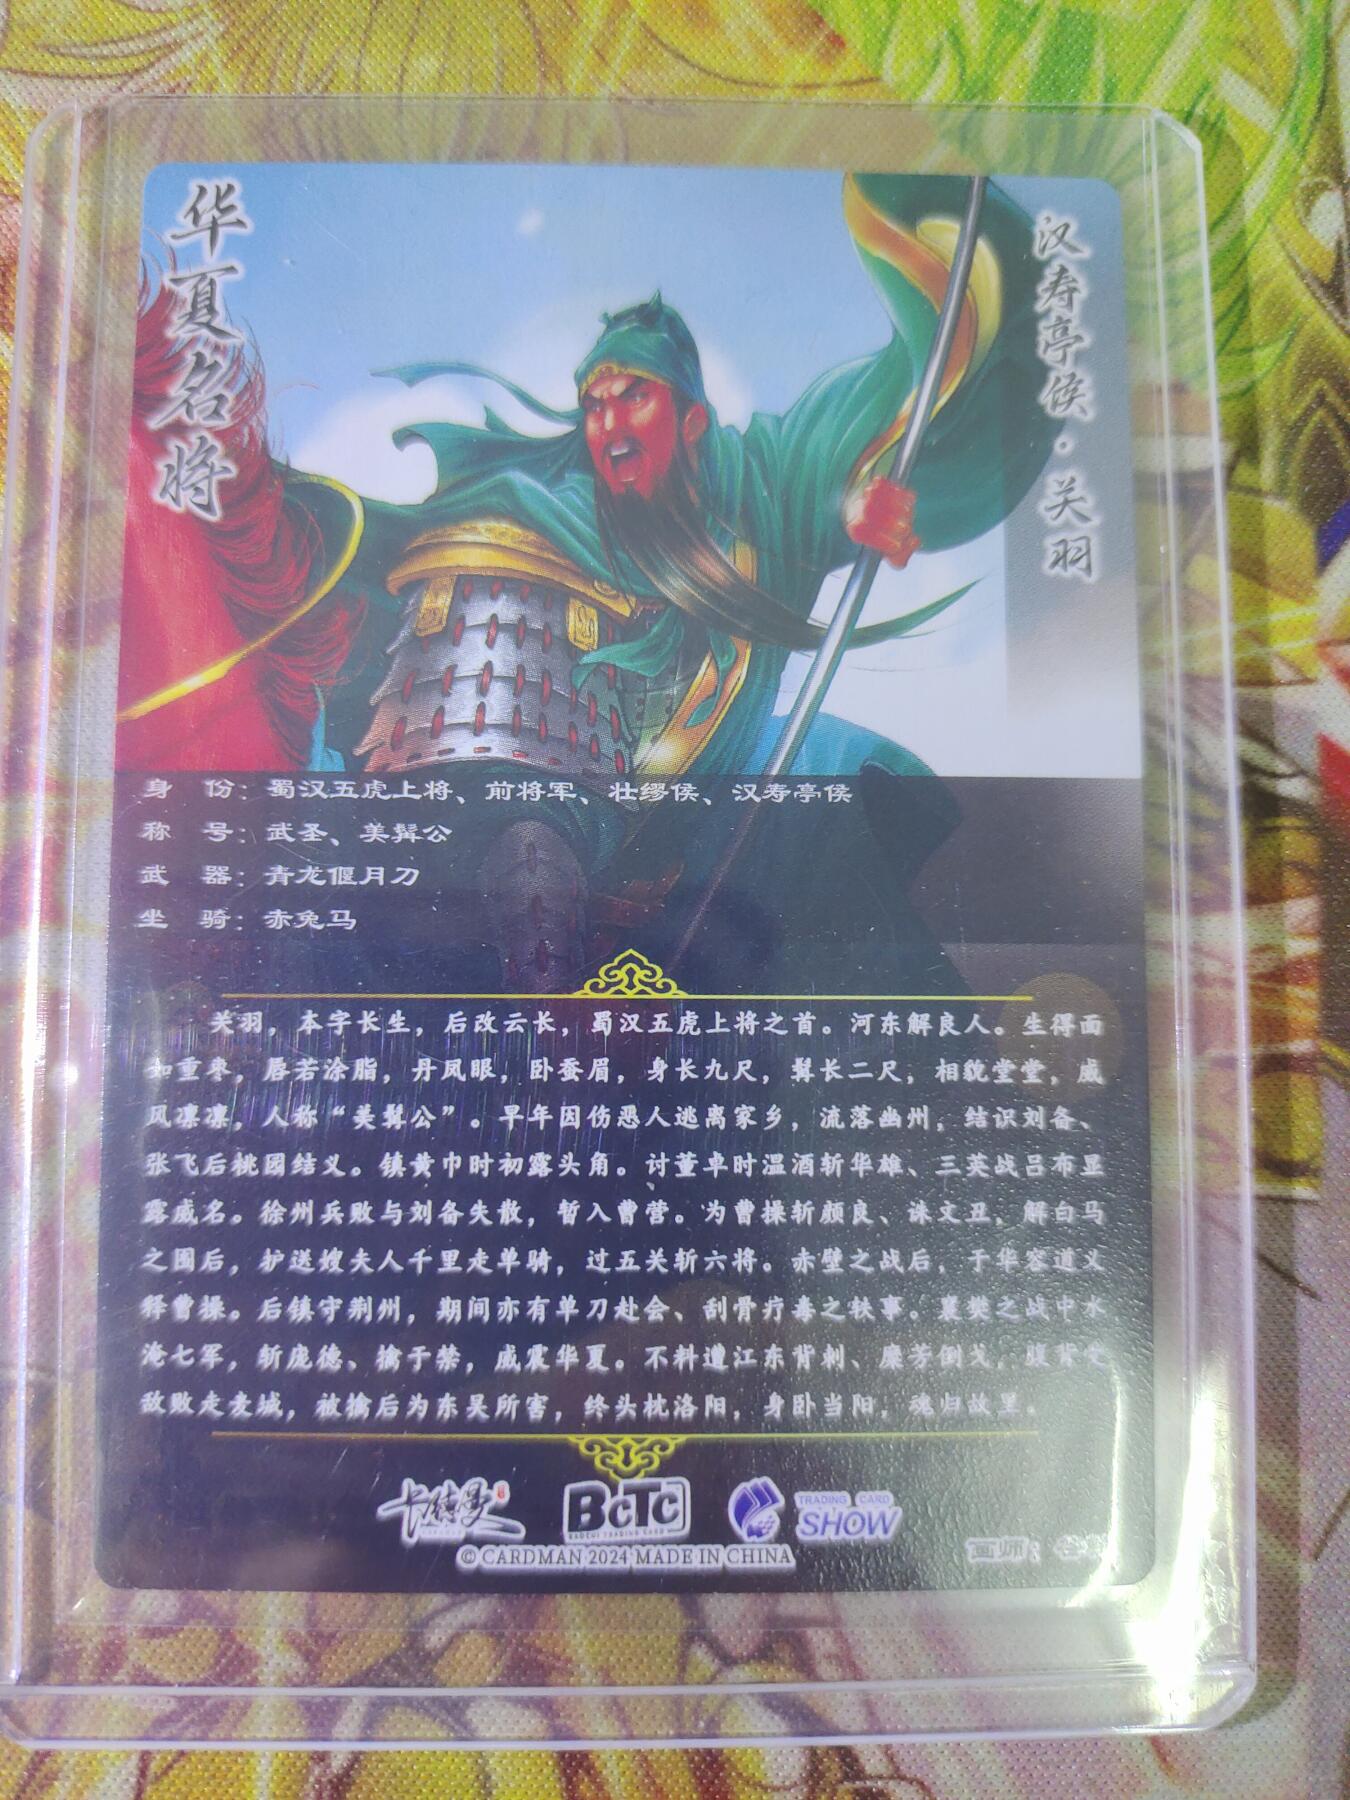 华夏名将
汉寿亭侯·关羽
身 份：蜀汉五虎上将、前将军、壮缪侯、汉寿亭侯
称 号：武圣、美髯公
武 器：青龙偃月刀
坐 骑：赤兔马
关羽，本字长生，后改云长，蜀汉五虎上将之首。河东解良人。生得面
如重枣，唇若涂脂，丹凤眼，卧蚕眉，身长九尺，髯长二尺，相貌堂堂，威
风凛凛，人称“美髯公”。早年因伤恶人逃离家乡，流落幽州，结识刘备、
张飞后桃园结义。镇黄巾时初露头角。讨董卓时温酒斩华雄、三英战吕布显
露威名。徐州兵败与刘备失散，暂入曹营。为曹操斩颜良、诛文丑，解白马
之围后，护送嫂夫人千里走单骑，过五关斩六将。赤壁之战后，于华容道义
释曹操。后镇守荆州，期间亦有单刀赴会、刮骨疗毒之轶事。襄樊之战中水
淹七军，斩庞德、擒于禁，威震华夏。不料遭江东背刺、糜芳倒戈，腹背受
敌败走麦城，被擒后为东吴所害，终头枕洛阳，身卧当阳，魂归故里。
卡德曼
BCTC
TRADING CARD
SHOW
© CARDMAN 2024 MADE IN CHINA
画师：